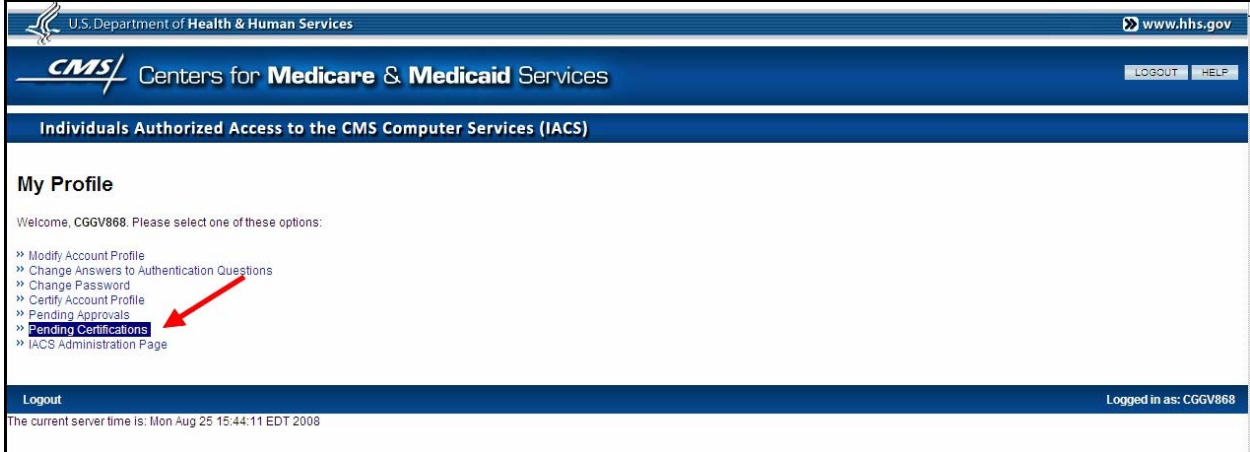 U.S. Department of Health & Human Services
www.hhs.gov
CMS
Centers for Medicare & Medicaid Services
LOGOUT
HELP
Individuals Authorized Access to the CMS Computer Services (IACS)
My Profile
Welcome, CGGV868. Please select one of these options:
» Modify Account Profile
» Change Answers to Authentication Questions
» Change Password
» Certify Account Profile
» Pending Approvals
» Pending Certifications
» IACS Administration Page
Logout
Logged in as: CGGV868
The current server time is: Mon Aug 25 15:44:11 EDT 2008